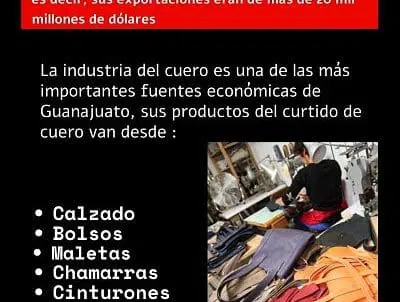 es decir, sus exportaciones eran de más de 20 mil
millones de dólares
La industria del cuero es una de las más
importantes fuentes económicas de
Guanajuato, sus productos del curtido de
cuero van desde :
• Calzado
• Bolsos
• Maletas
• Chamarras
• Cinturones